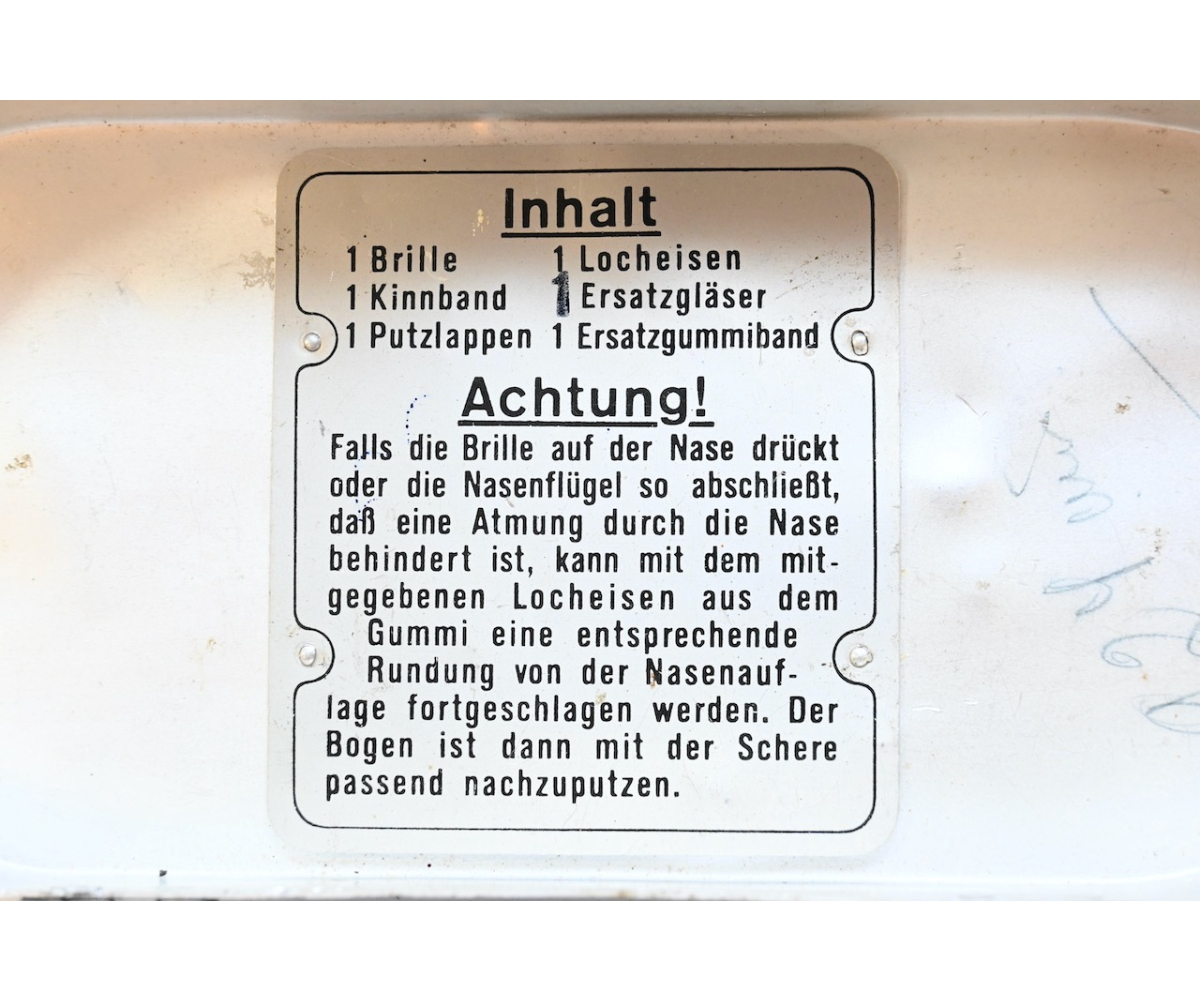 Inhalt
1 Brille 1 Locheisen
1 Kinnband 1 Ersatzgläser
1 Putzlappen 1 Ersatzgummiband
Achtung!
Falls die Brille auf der Nase drückt
oder die Nasenflügel so abschließt,
daß eine Atmung durch die Nase
behindert ist, kann mit dem mit-
gegebenen Locheisen aus dem
Gummi eine entsprechende
Rundung von der Nasenauf-
lage fortgeschlagen werden. Der
Bogen ist dann mit der Schere
passend nachzuputzen.